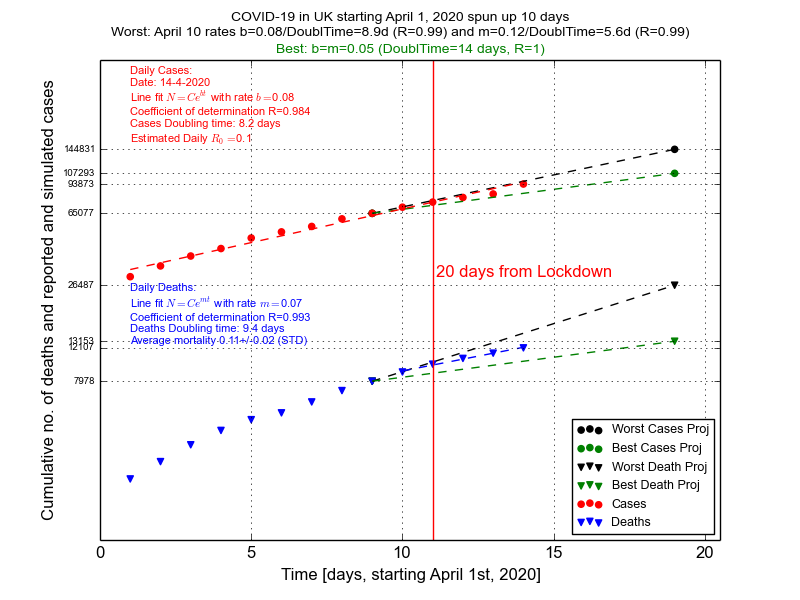 COVID-19 in UK starting April 1, 2020 spun up 10 days
Worst: April 10 rates b=0.08/DoublTime=8.9d (R=0.99) and m=0.12/DoublTime=5.6d (R=0.99)
Best: b=m=0.05 (DoublTime=14 days, R=1)
Daily Cases:
Date: 14-4-2020
Line fit N = Ce^{bt} with rate b=0.08
Coefficient of determination R=0.984
Cases Doubling time: 8.2 days
Estimated Daily R_0 =0.1
144831
107293
93873
65077
26487
13153
12107
7978
20 days from Lockdown
Daily Deaths:
Line fit N = Ce^{mt} with rate m=0.07
Coefficient of determination R=0.993
Deaths Doubling time: 9.4 days
Average mortality 0.11+/-0.02 (STD)
Worst Cases Proj
Best Cases Proj
Worst Death Proj
Best Death Proj
Cases
Deaths
0 5 10 15 20
Time [days, starting April 1st, 2020]
Cumulative no. of deaths and reported and simulated cases